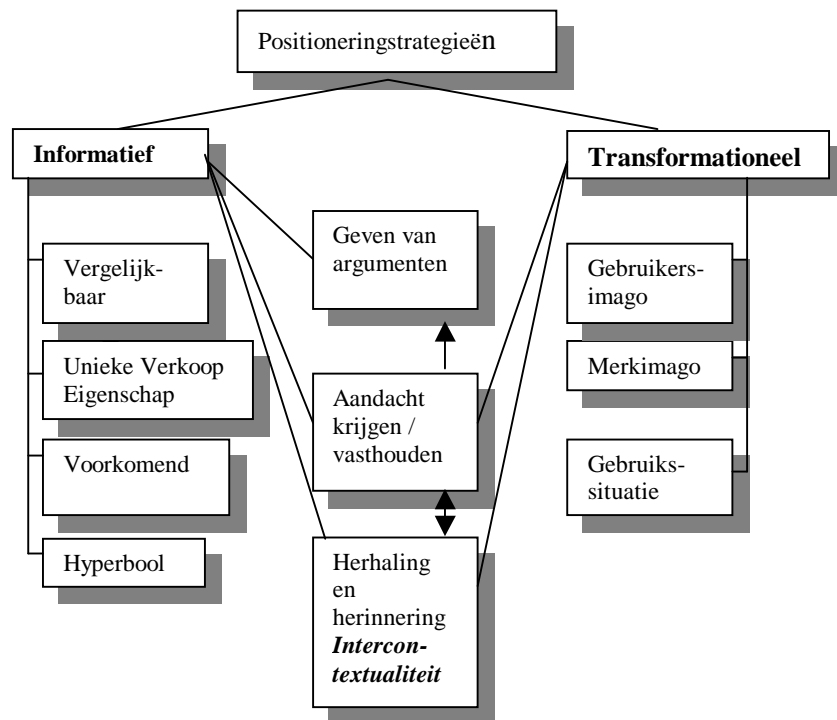 Positioneringstrategieën
Informatief
Transformationeel
Vergelijk-
baar
Unieke Verkoop
Eigenschap
Voorkomend
Hyperbool
Geven van
argumenten
Aandacht
krijgen /
vasthouden
Herhaling
en
herinnering
Intercon-
textualiteit
Gebruikers-
imago
Merkimago
Gebruiks-
situatie